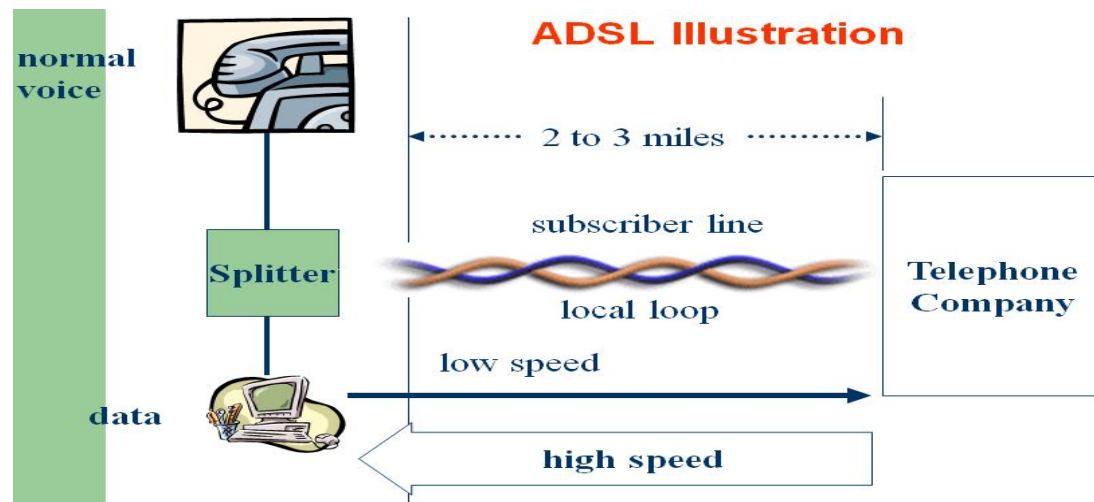 ADSL Illustration
normal
voice
2 to 3 miles
subscriber line
Splitter
Telephone
Company
local loop
low speed
data
high speed